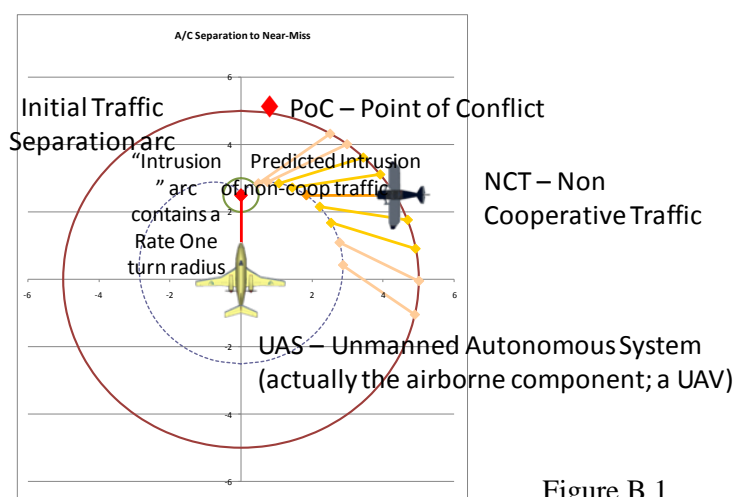 A/C Separation to Near-Miss
6
Initial Traffic
Separation arc
PoC – Point of Conflict
4
"Intrusion
" arc
contains a
Rate One
turn radius
Predicted Intrusion
of non-coop traffic
NCT – Non
Cooperative Traffic
2
-6
-4
-2
2
4
6
UAS – Unmanned Autonomous System
(actually the airborne component; a UAV)
-2
-4
-6
Figure B.1